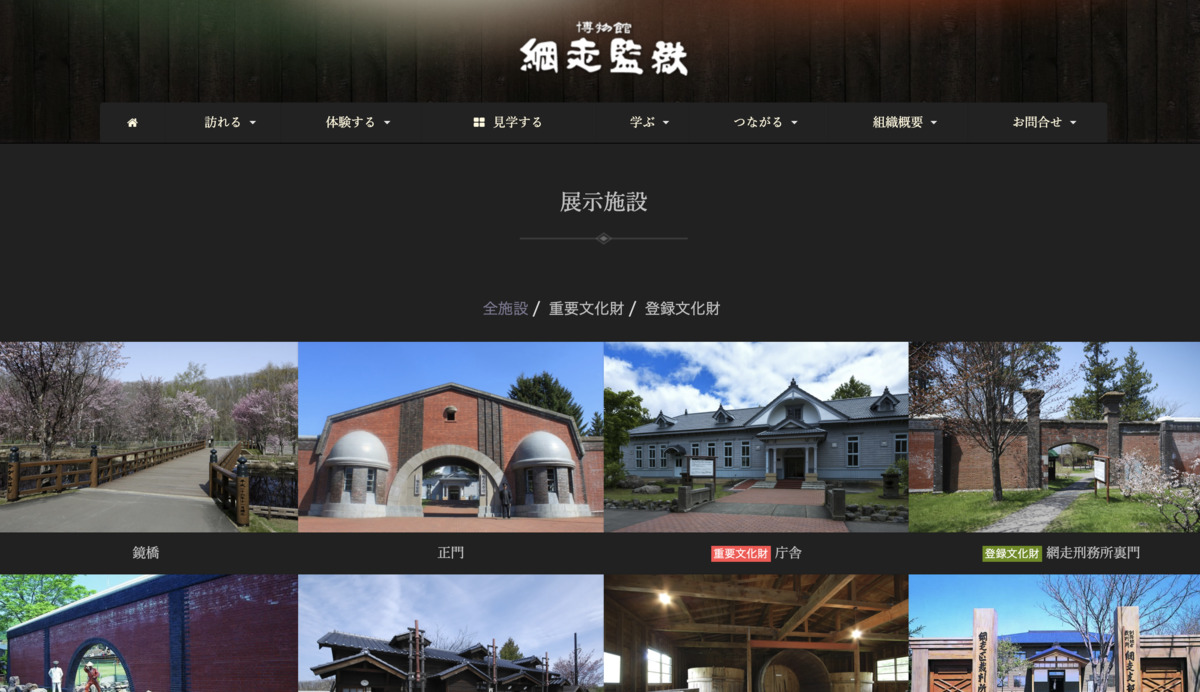 博物館
網走監獄
訪れる
体験する
見学する
学ぶ
つながる
組織概要
お問合せ
展示施設
全施設 / 重要文化財 / 登録文化財
鏡橋
正門
重要文化財 庁舎
登録文化財 網走刑務所裏門